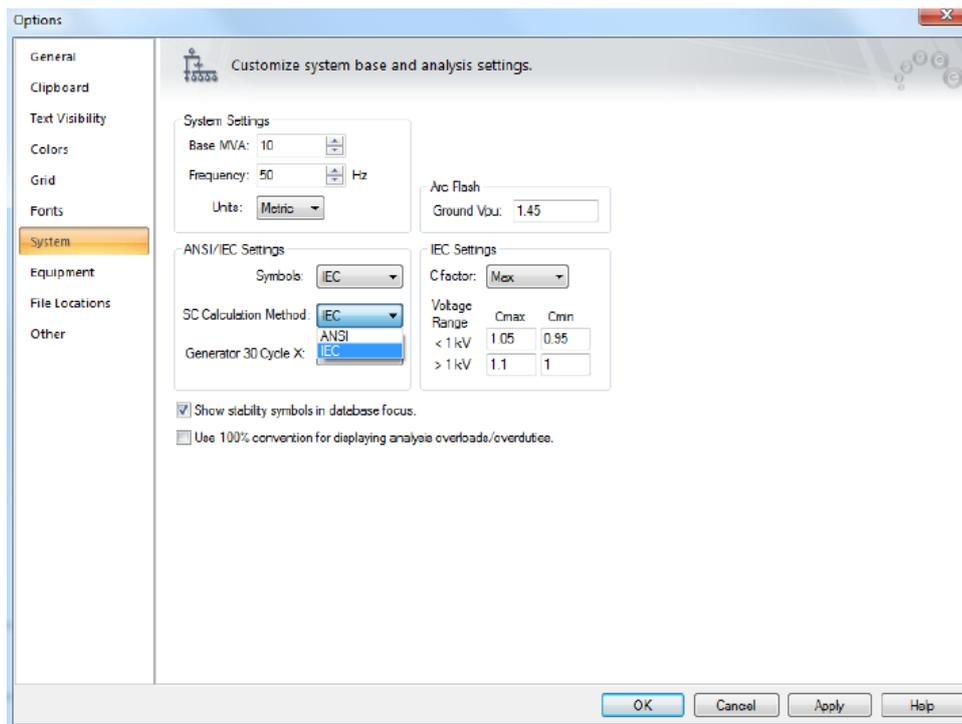 Options
General
Clipboard
Text Visibility
Colors
Grid
Fonts
System
Equipment
File Locations
Other
Customize system base and analysis settings.
System Settings
Base MVA: 10
Frequency: 50 Hz
Units: Metric
Arc Flash
Ground Vpu: 1.45
ANSI/IEC Settings
Symbols: IEC
SC Calculation Method: IEC
ANSI
IEC
Generator 30 Cycle X:
IEC Settings
C factor: Max
Voltage Range Cmax Cmin
< 1 kV 1.05 0.95
> 1 kV 1.1 1
Show stability symbols in database focus.
Use 100% convention for displaying analysis overloads/overduties.
OK Cancel Apply Help